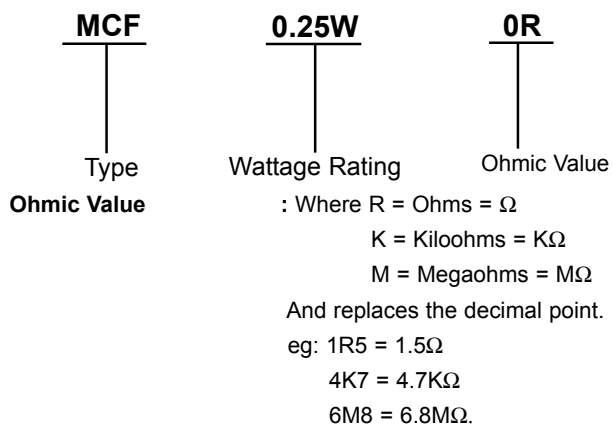 MCF 0.25W 0R
Type Wattage Rating Ohmic Value
Ohmic Value : Where R = Ohms = Ω
K = Kiloohms = KΩ
M = Megaohms = MΩ
And replaces the decimal point.
eg: 1R5 = 1.5Ω
4K7 = 4.7KΩ
6M8 = 6.8MΩ.